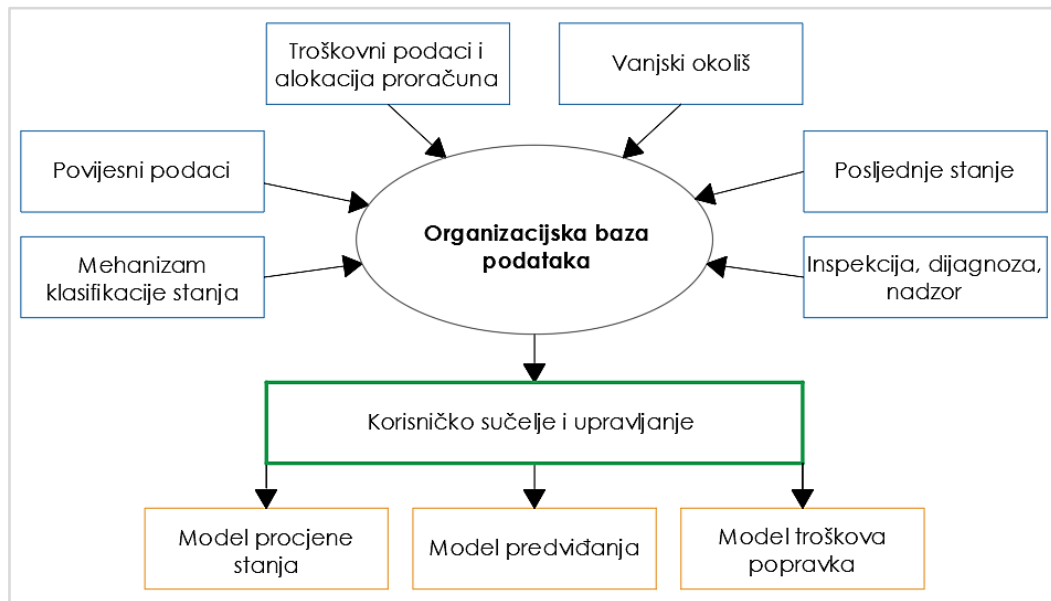 Troškovni podaci i
alokacija proračuna
Vanjski okoliš
Povijesni podaci
Posljednje stanje
Organizacijska baza
podataka
Mehanizam
klasifikacije stanja
Inspekcija, dijagnoza,
nadzor
Korisničko sučelje i upravljanje
Model procjene
stanja
Model predviđanja
Model troškova
popravka